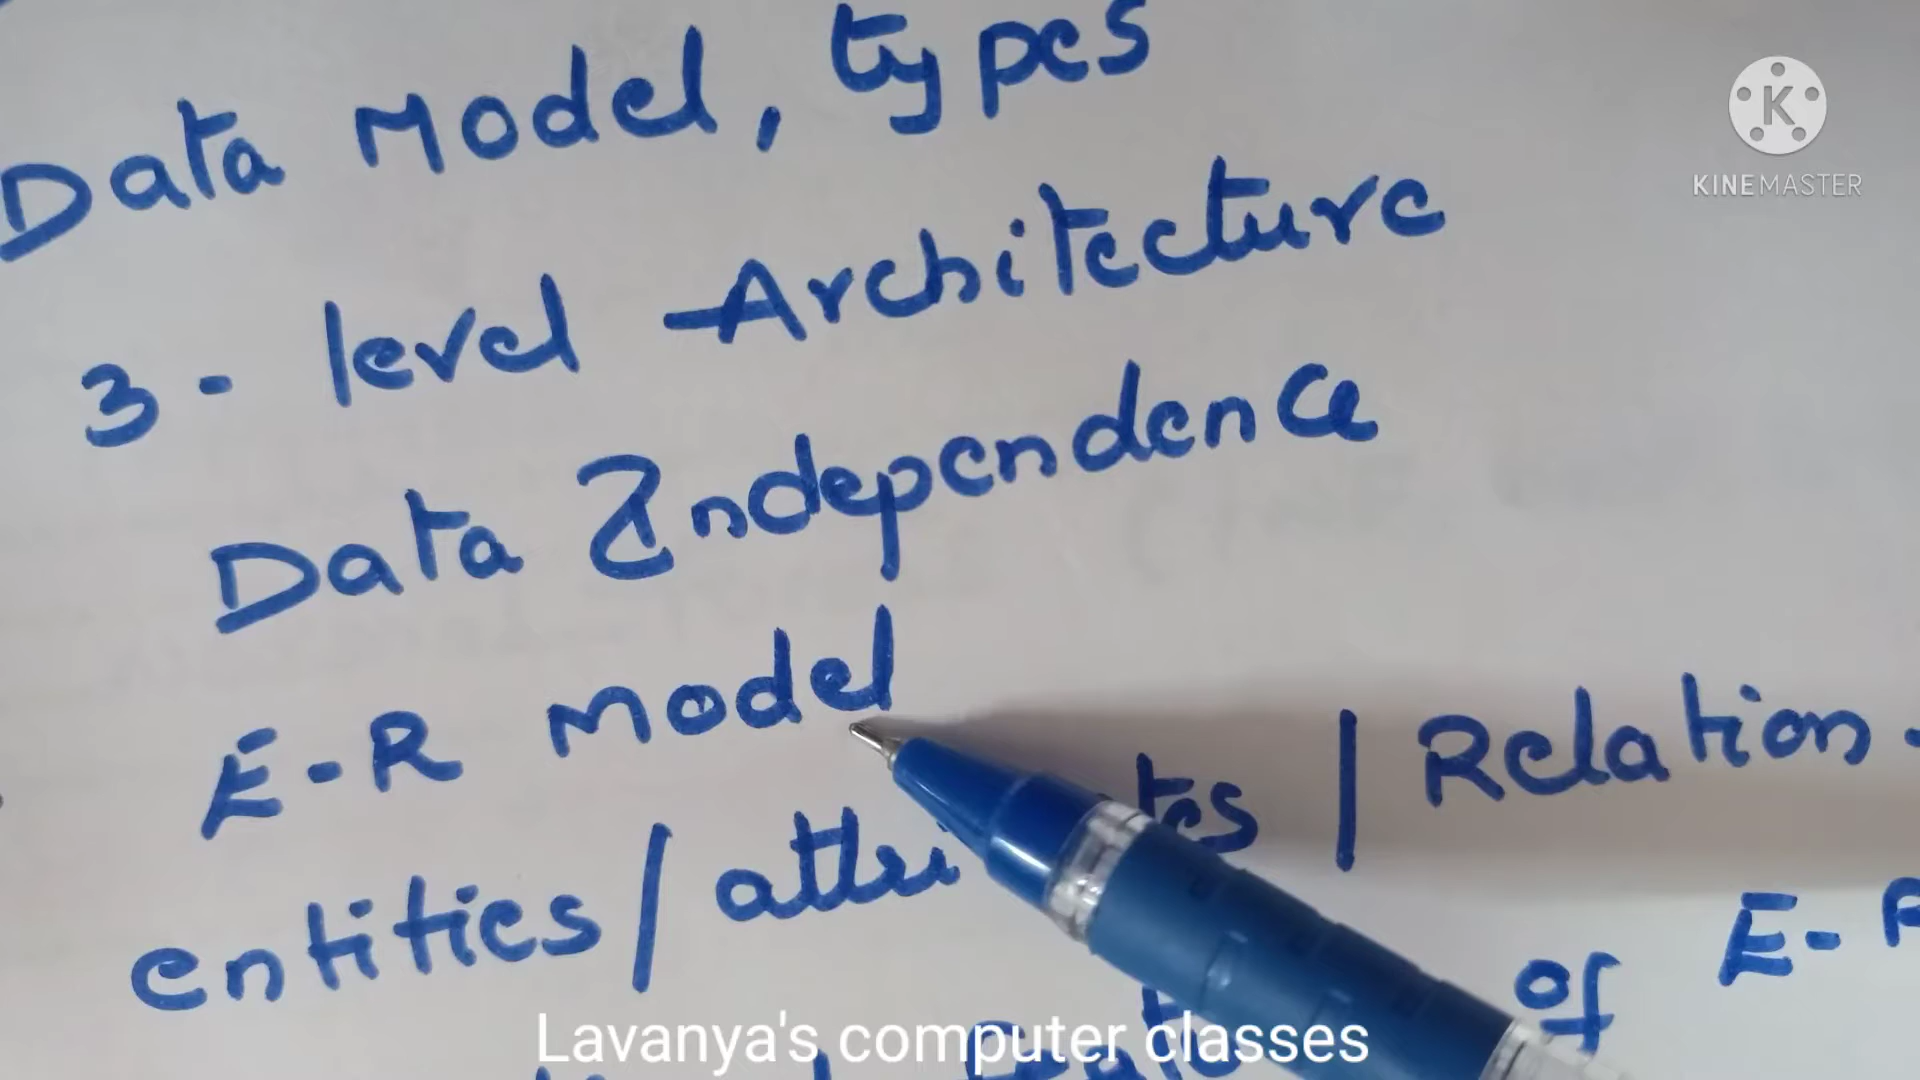 Data Model, types
KINEMASTER
3- level Architecture
Data Independence
E-R model
entities / / Relation-
of E-R
Lavanya's computer classes